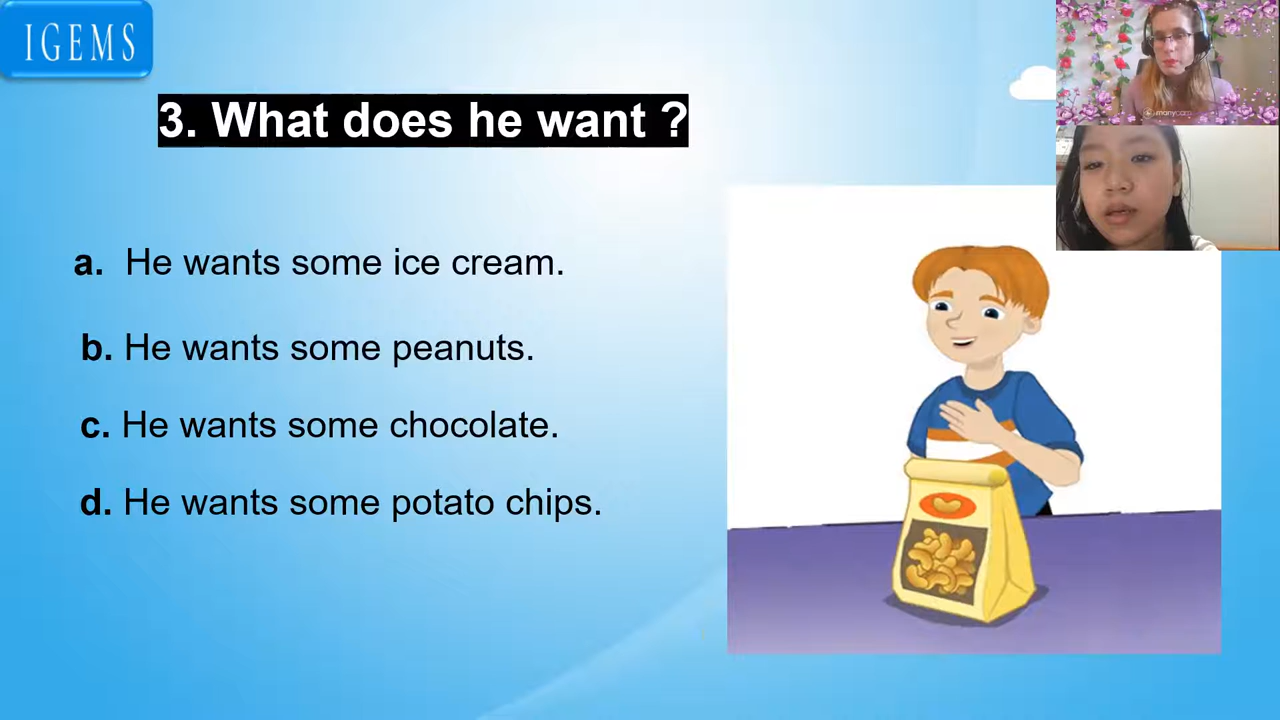 IGEMS
3. What does he want ?
a. He wants some ice cream.
b. He wants some peanuts.
c. He wants some chocolate.
d. He wants some potato chips.
manycam